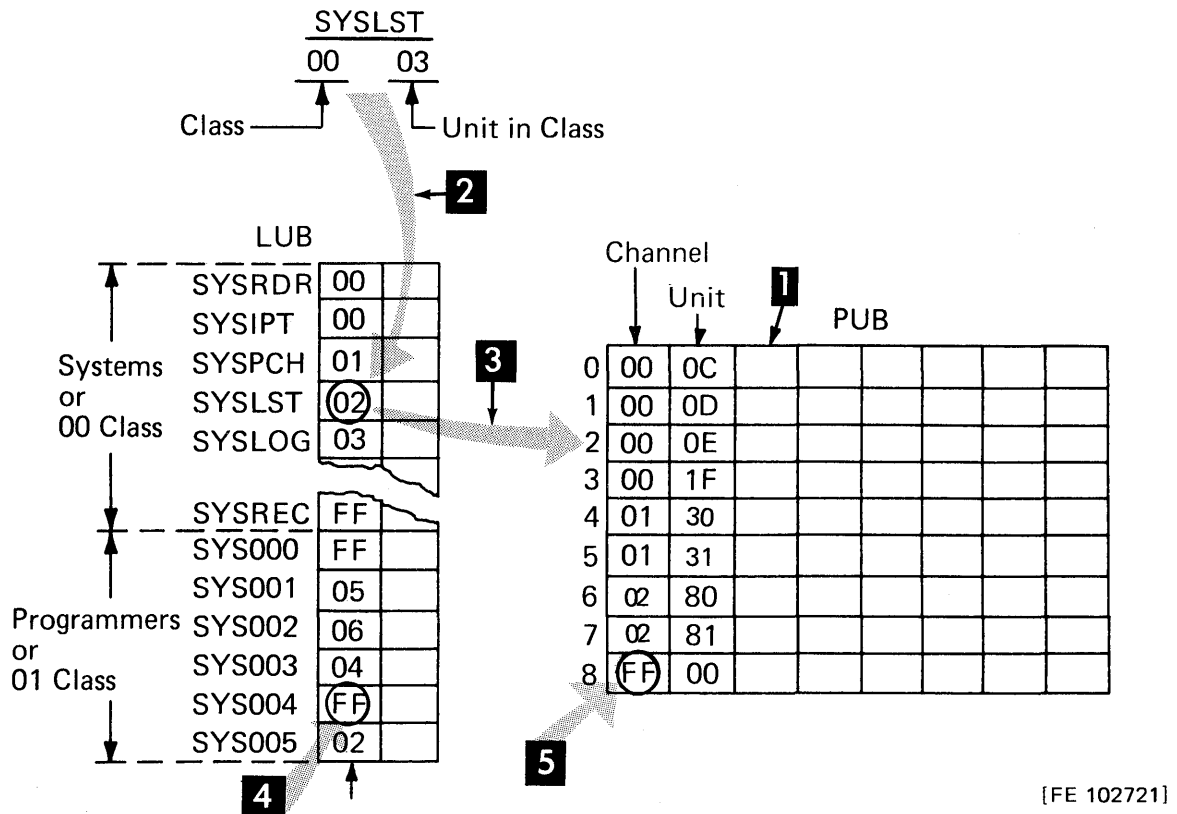 SYSLST
00 03
Class
Unit in Class
2
LUB
SYSRDR 00
SYSIPT 00
SYSPCH 01
SYSLST 02
SYSLOG 03
SYSREC FF
Systems
or
00 Class
SYS000 FF
SYS001 05
SYS002 06
SYS003 04
SYS004 FF
SYS005 02
Programmers
or
01 Class
3
4
Channel
Unit
1
PUB
0 00 0C
1 00 0D
2 00 0E
3 00 1F
4 01 30
5 01 31
6 02 80
7 02 81
8 FF 00
5
[FE 102721]